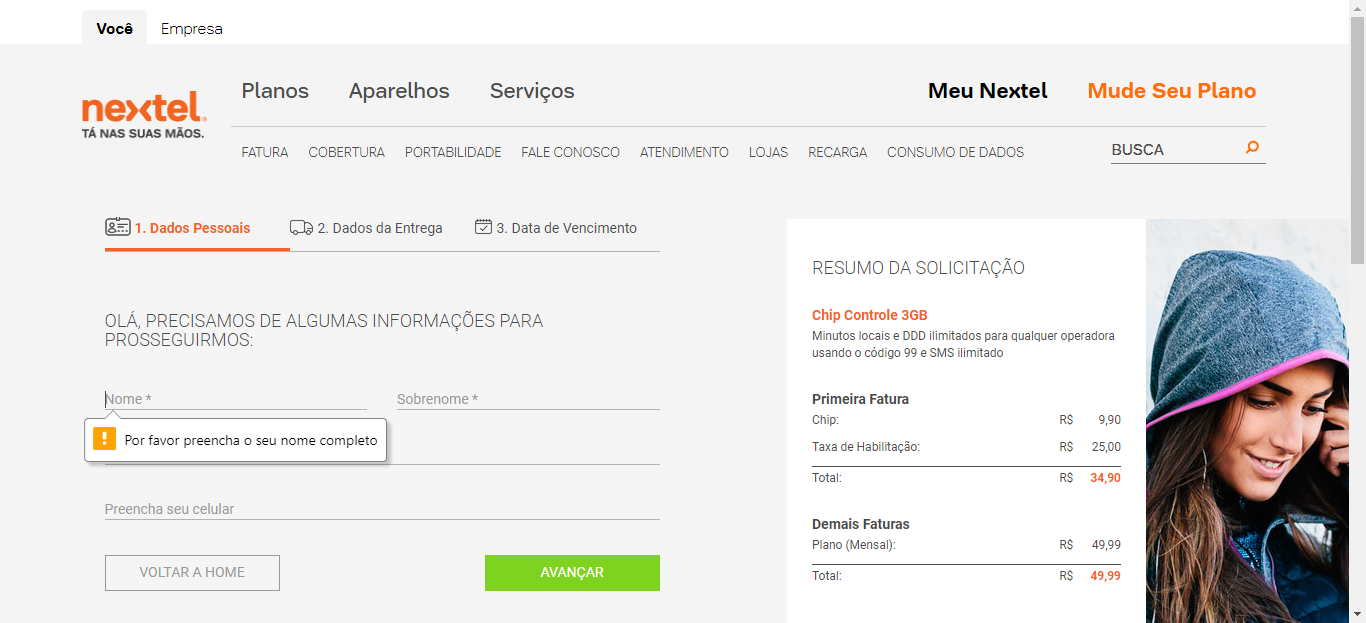 Você Empresa
Planos Aparelhos Serviços Meu Nextel Mude Seu Plano
nextel
TÁ NAS SUAS MÃOS.
FATURA COBERTURA PORTABILIDADE FALE CONOSCO ATENDIMENTO LOJAS RECARGA CONSUMO DE DADOS BUSCA
1. Dados Pessoais 2. Dados da Entrega 3. Data de Vencimento
OLÁ, PRECISAMOS DE ALGUMAS INFORMAÇÕES PARA
PROSSEGUIRMOS:
Nome * Sobrenome *
Por favor preencha o seu nome completo
Preencha seu celular
VOLTAR A HOME AVANÇAR
RESUMO DA SOLICITAÇÃO
Chip Controle 3GB
Minutos locais e DDD ilimitados para qualquer operadora
usando o código 99 e SMS ilimitado
Primeira Fatura
Chip: R$ 9,90
Taxa de Habilitação: R$ 25,00
Total: R$ 34,90
Demais Faturas
Plano (Mensal): R$ 49,99
Total: R$ 49,99